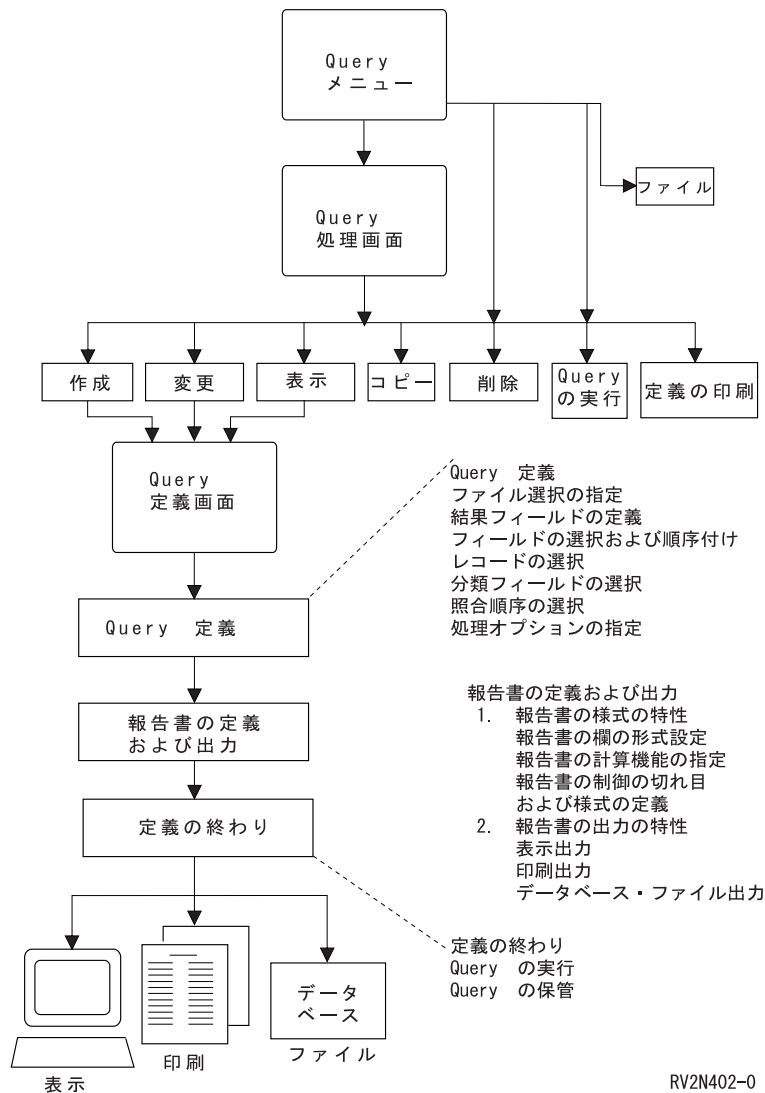 Query
メニュー
ファイル
Query
処理画面
作成
変更
表示
コピー
削除
Query
の実行
定義の印刷
Query
定義画面
Query 定義
ファイル選択の指定
結果フィールドの定義
フィールドの選択および順序付け
レコードの選択
分類フィールドの選択
照合順序の選択
処理オプションの指定
Query 定義
報告書の定義
および出力
報告書の定義および出力
1. 報告書の様式の特性
報告書の欄の形式設定
報告書の計算機能の指定
報告書の制御の切れ目
および様式の定義
2. 報告書の出力の特性
表示出力
印刷出力
データベース・ファイル出力
定義の終わり
定義の終わり
Query の実行
Query の保管
データ
ベース
ファイル
印刷
表示
RV2N402-0